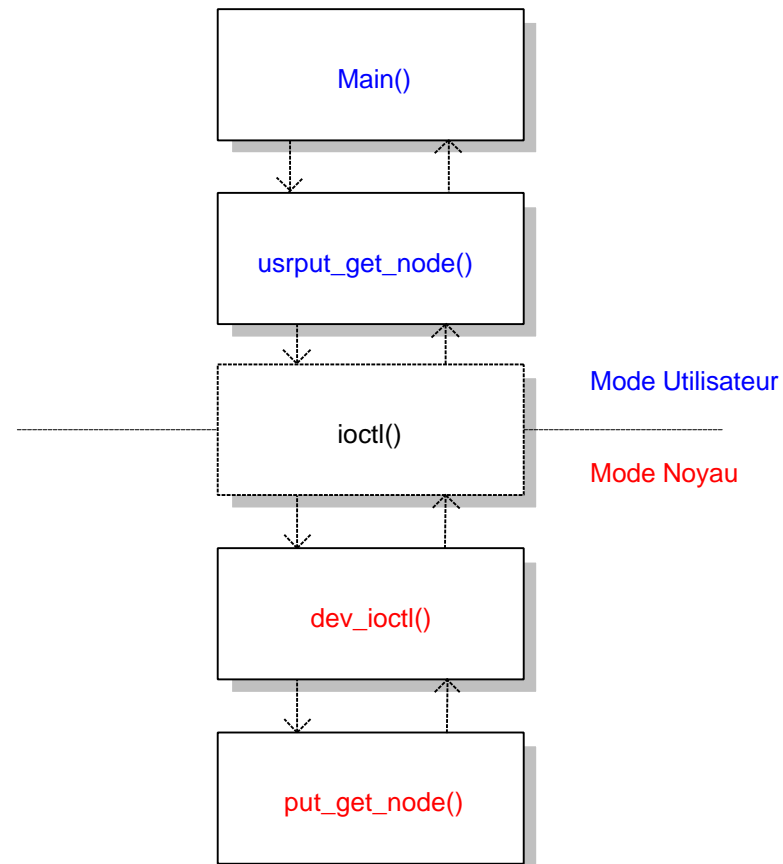 Main()
usrput_get_node()
Mode Utilisateur
ioctl()
Mode Noyau
dev_ioctl()
put_get_node()